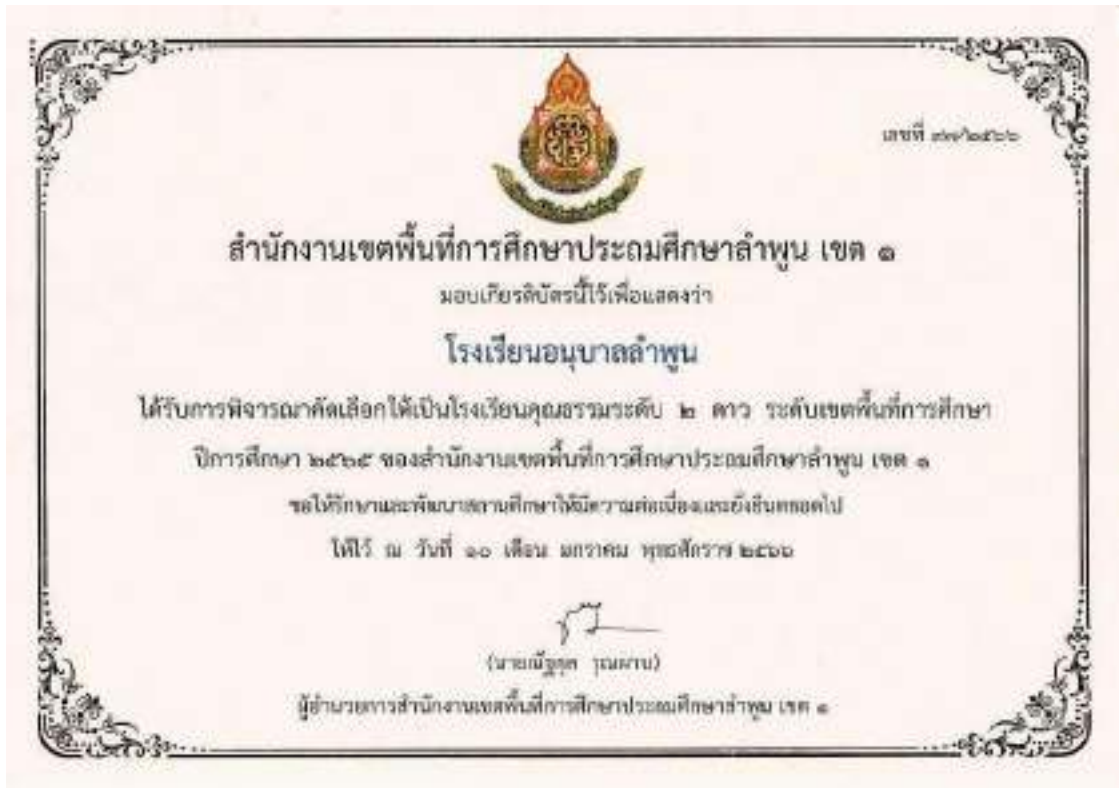 เลขที่
สำนักงานเขตพื้นที่การศึกษาประถมศึกษาลำพูน เขต ๑
มอบเกียรติบัตรนี้ไว้เพื่อแสดงว่า
โรงเรียนอนุบาลลำพูน
ได้รับการพิจารณาคัดเลือกให้เป็นโรงเรียนคุณธรรมระดับ ๒ ดาว ระดับเขตพื้นที่การศึกษา
ปีการศึกษา ๒๕๖๕ ของสำนักงานเขตพื้นที่การศึกษาประถมศึกษาลำพูน เขต ๑
ขอให้รักษาและพัฒนาสถานศึกษาให้มีความต่อเนื่องและยั่งยืนตลอดไป
ให้ไว้ ณ วันที่ ๑๐ เดือน มกราคม พุทธศักราช ๒๕๖๖
ผู้อำนวยการสำนักงานเขตพื้นที่การศึกษาประถมศึกษาลำพูน เขต ๑